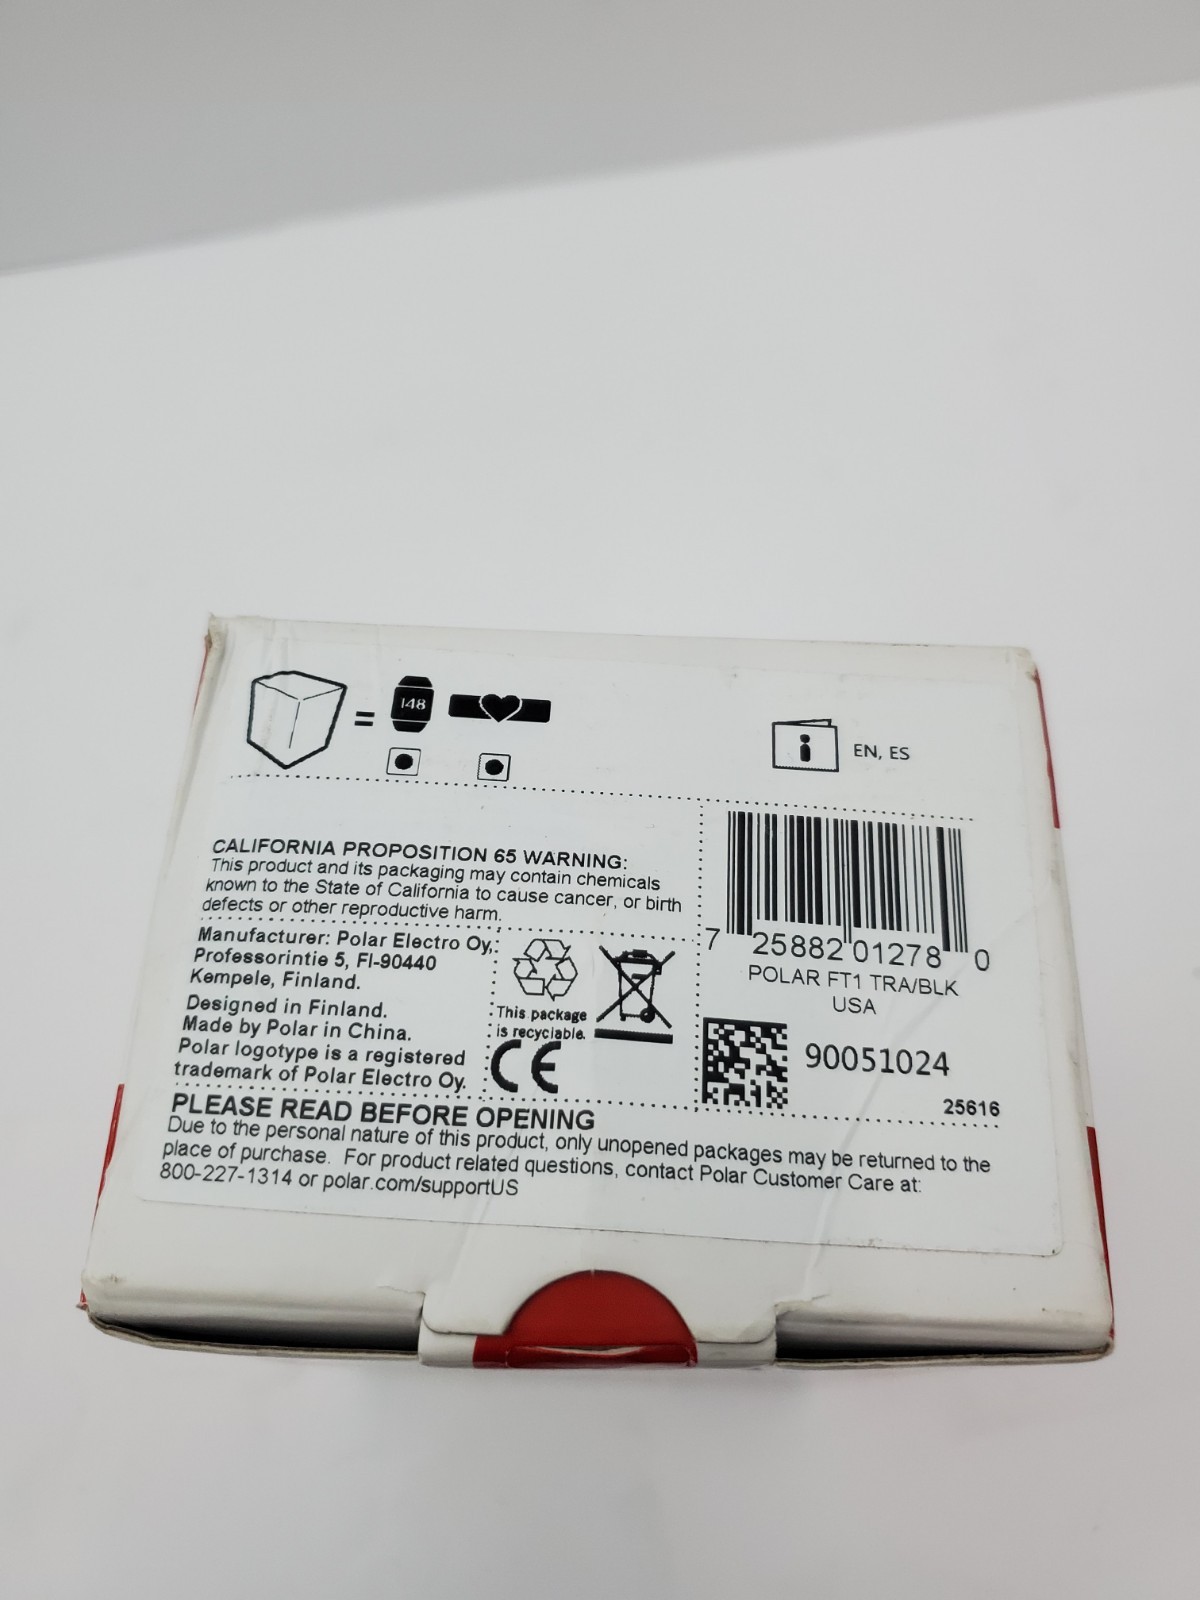 148
EN, ES
CALIFORNIA PROPOSITION 65 WARNING:
This product and its packaging may contain chemicals
known to the State of California to cause cancer, or birth
defects or other reproductive harm.
Manufacturer: Polar Electro Oy,
Professorintie 5, FI-90440
Kempele, Finland.
Designed in Finland.
Made by Polar in China.
Polar logotype is a registered
trademark of Polar Electro Oy.
This package
is recyclable.
CE
7 25882 01278 0
POLAR FT1 TRA/BLK
USA
90051024
25616
PLEASE READ BEFORE OPENING
Due to the personal nature of this product, only unopened packages may be returned to the
place of purchase. For product related questions, contact Polar Customer Care at:
800-227-1314 or polar.com/supportUS